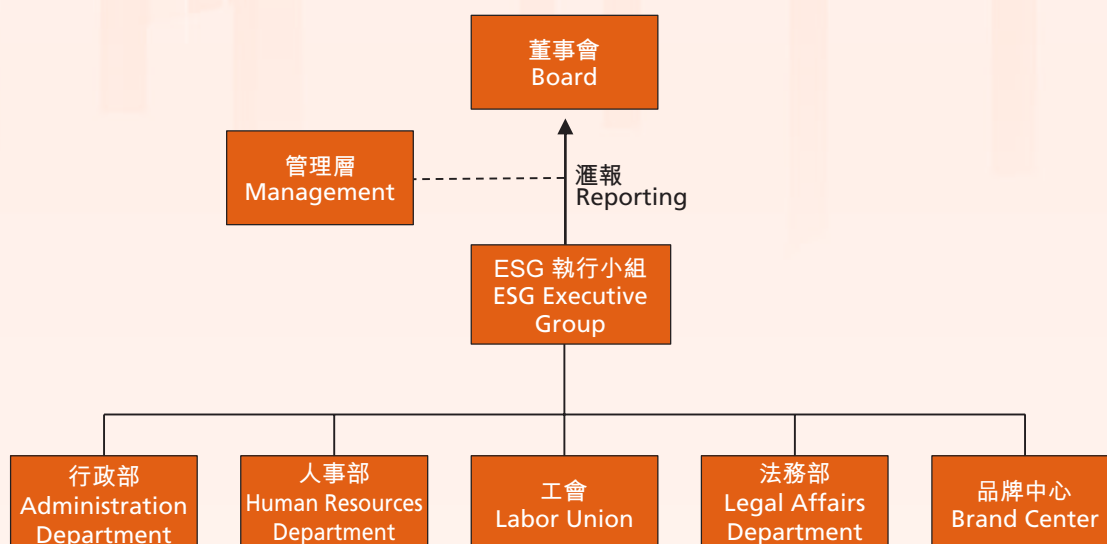 董事會
Board
管理層
Management
滙報
Reporting
ESG 執行小組
ESG Executive
Group
行政部
Administration
Department
人事部
Human Resources
Department
工會
Labor Union
法務部
Legal Affairs
Department
品牌中心
Brand Center